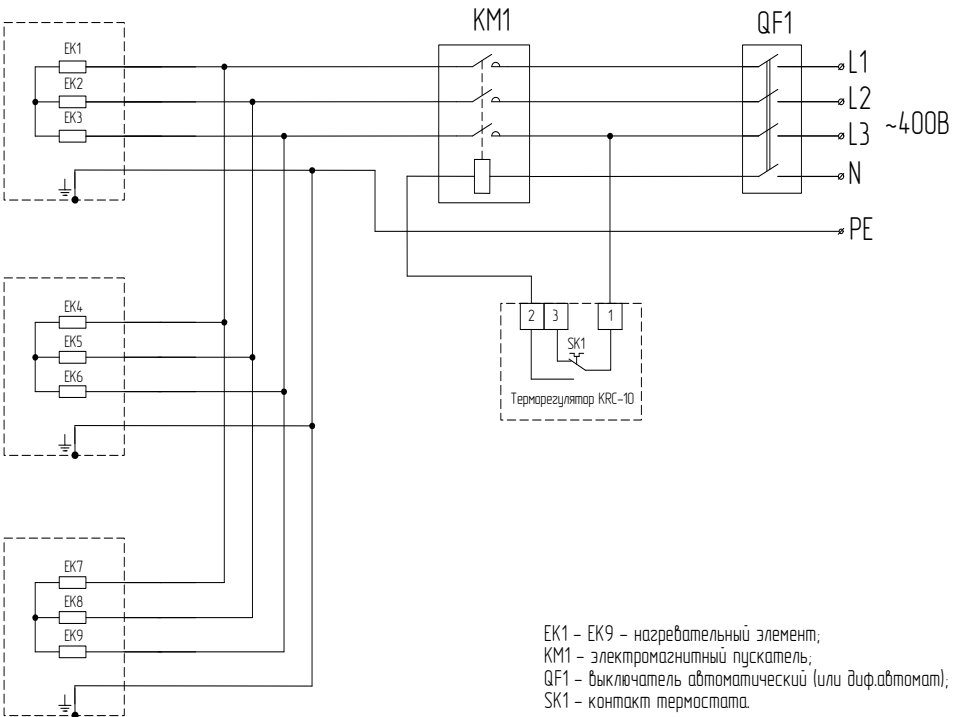 KM1
QF1
EK1
EK2
EK3
L1
L2
L3
~400В
N
PE
2 3 1
SK1
Терморегулятор KRC-10
EK4
EK5
EK6
EK7
EK8
EK9
EK1 - EK9 - нагревательный элемент;
KM1 - электромагнитный пускатель;
QF1 - выключатель автоматический (или диф.автомат);
SK1 - контакт термостата.